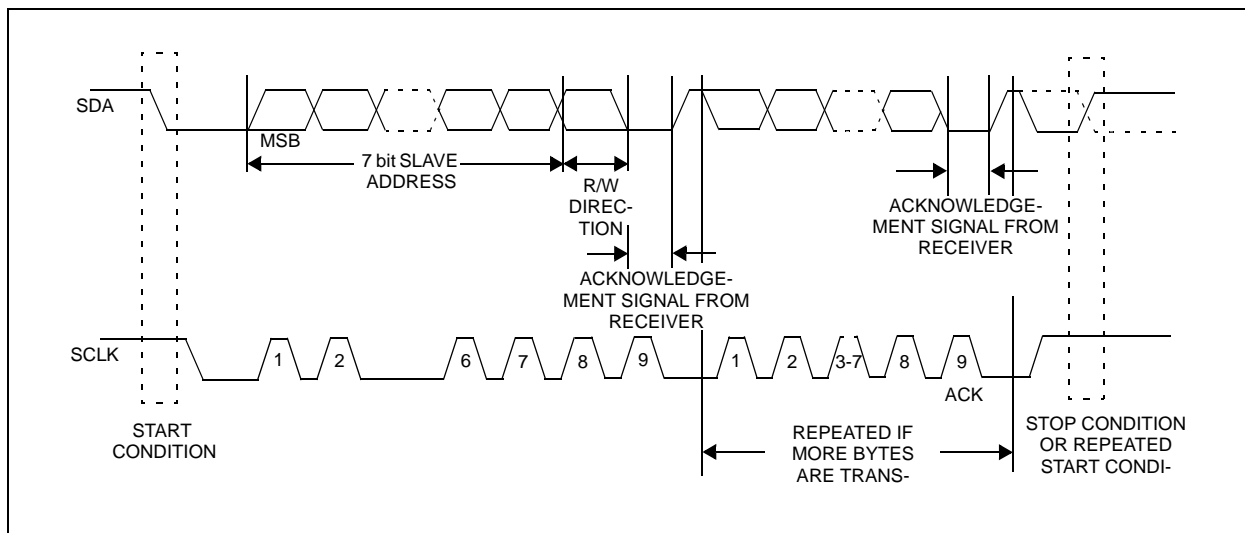 SDA
MSB
7 bit SLAVE
ADDRESS
R/W
DIREC-
TION
ACKNOWLEDGE-
MENT SIGNAL FROM
RECEIVER
ACKNOWLEDGE-
MENT SIGNAL FROM
RECEIVER
SCLK
1
2
6
7
8
9
1
2
3-7
8
9
ACK
START
CONDITION
REPEATED IF
MORE BYTES
ARE TRANS-
STOP CONDITION
OR REPEATED
START CONDI-